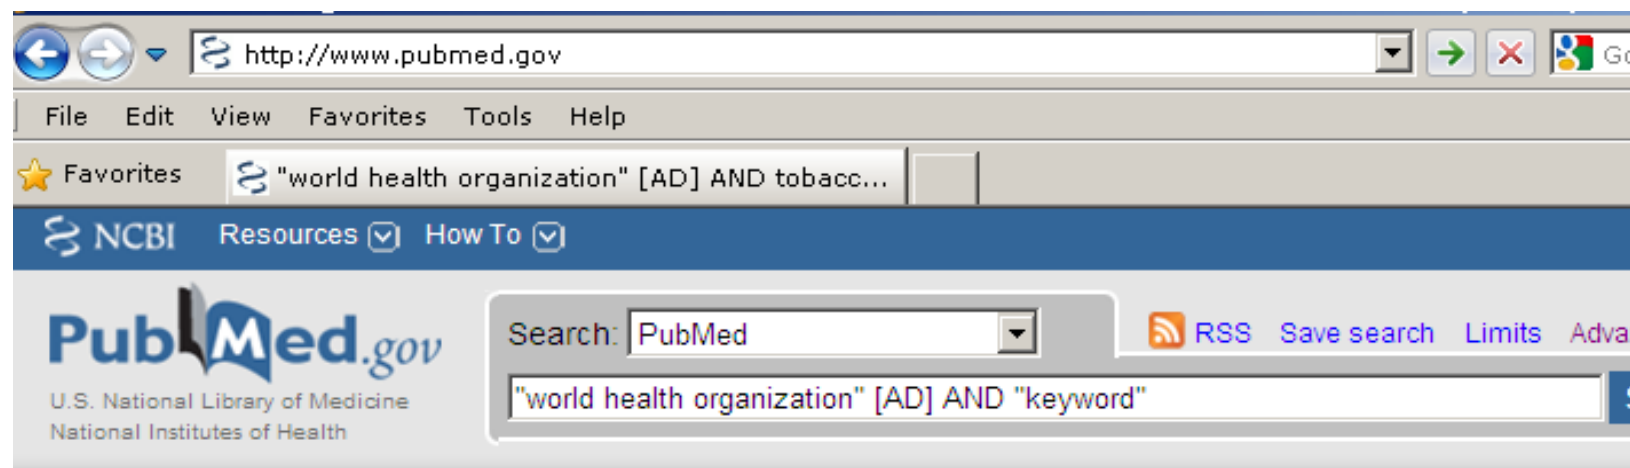 http://www.pubmed.gov
File Edit View Favorites Tools Help
Favorites "world health organization" [AD] AND tobacc...
NCBI Resources How To
PubMed.gov
U.S. National Library of Medicine
National Institutes of Health
Search: PubMed
RSS Save search Limits
"world health organization" [AD] AND "keyword"